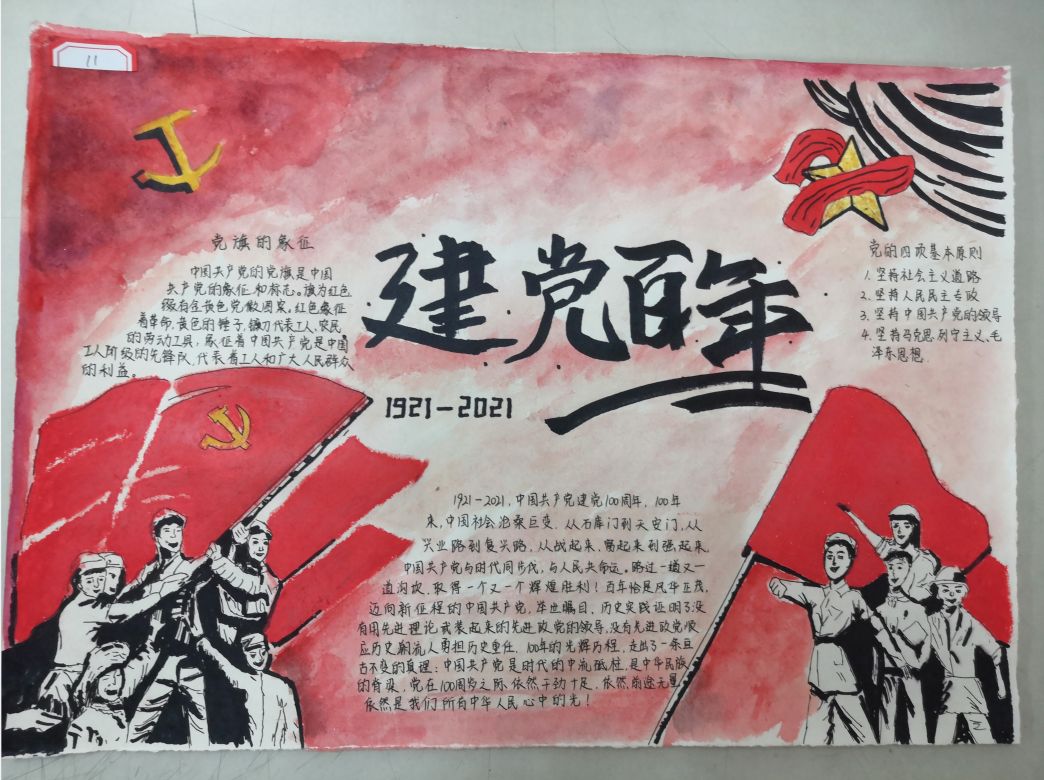 11
党旗的象征
中国共产党的党旗是中国
共产党的象征和标志。旗为红色
缀有金黄色党徽图案。红色象征
着革命,黄色的锤子、镰刀代表工人、农民
的劳动工具,象征着中国共产党是中国
工人阶级的先锋队,代表着工人和广大人民群众
的利益。
建党百年
1921-2021
党的四项基本原则
1. 坚持社会主义道路
2. 坚持人民民主专政
3. 坚持中国共产党的领导
4. 坚持马克思、列宁主义、毛
泽东思想
1921-2021,中国共产党建党100周年,100年
来,中国社会沧桑巨变,从石库门到天安门,从
兴业路到复兴路,从战起来,富起来到强起来,
中国共产党与时代同步伐,与人民共命运。跨过一道又一
道沟坎,取得一个又一个辉煌胜利!百年恰是风华正茂,
迈向新征程的中国共产党,举世瞩目,历史实践证明了:没
有用先进理论武装起来的先进政党的领导,没有先进政党顺
应历史潮流人勇担历史重任,100年的光辉历程,走出了一条亘
古不变的真理:中国共产党是时代的中流砥柱,是中华民族
的脊梁,党在100周岁之际依然干劲十足,依然前途无量
依然是我们所有中华人民心中的光!